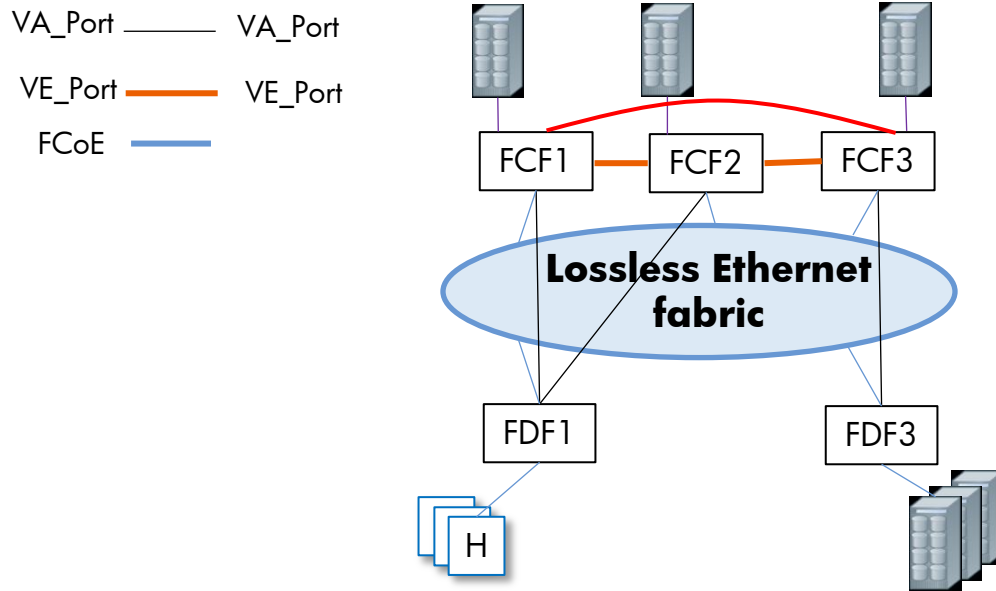 VA_Port VA_Port
VE_Port VE_Port
FCoE
FCF1 FCF2 FCF3
Lossless Ethernet
fabric
FDF1 FDF3
H